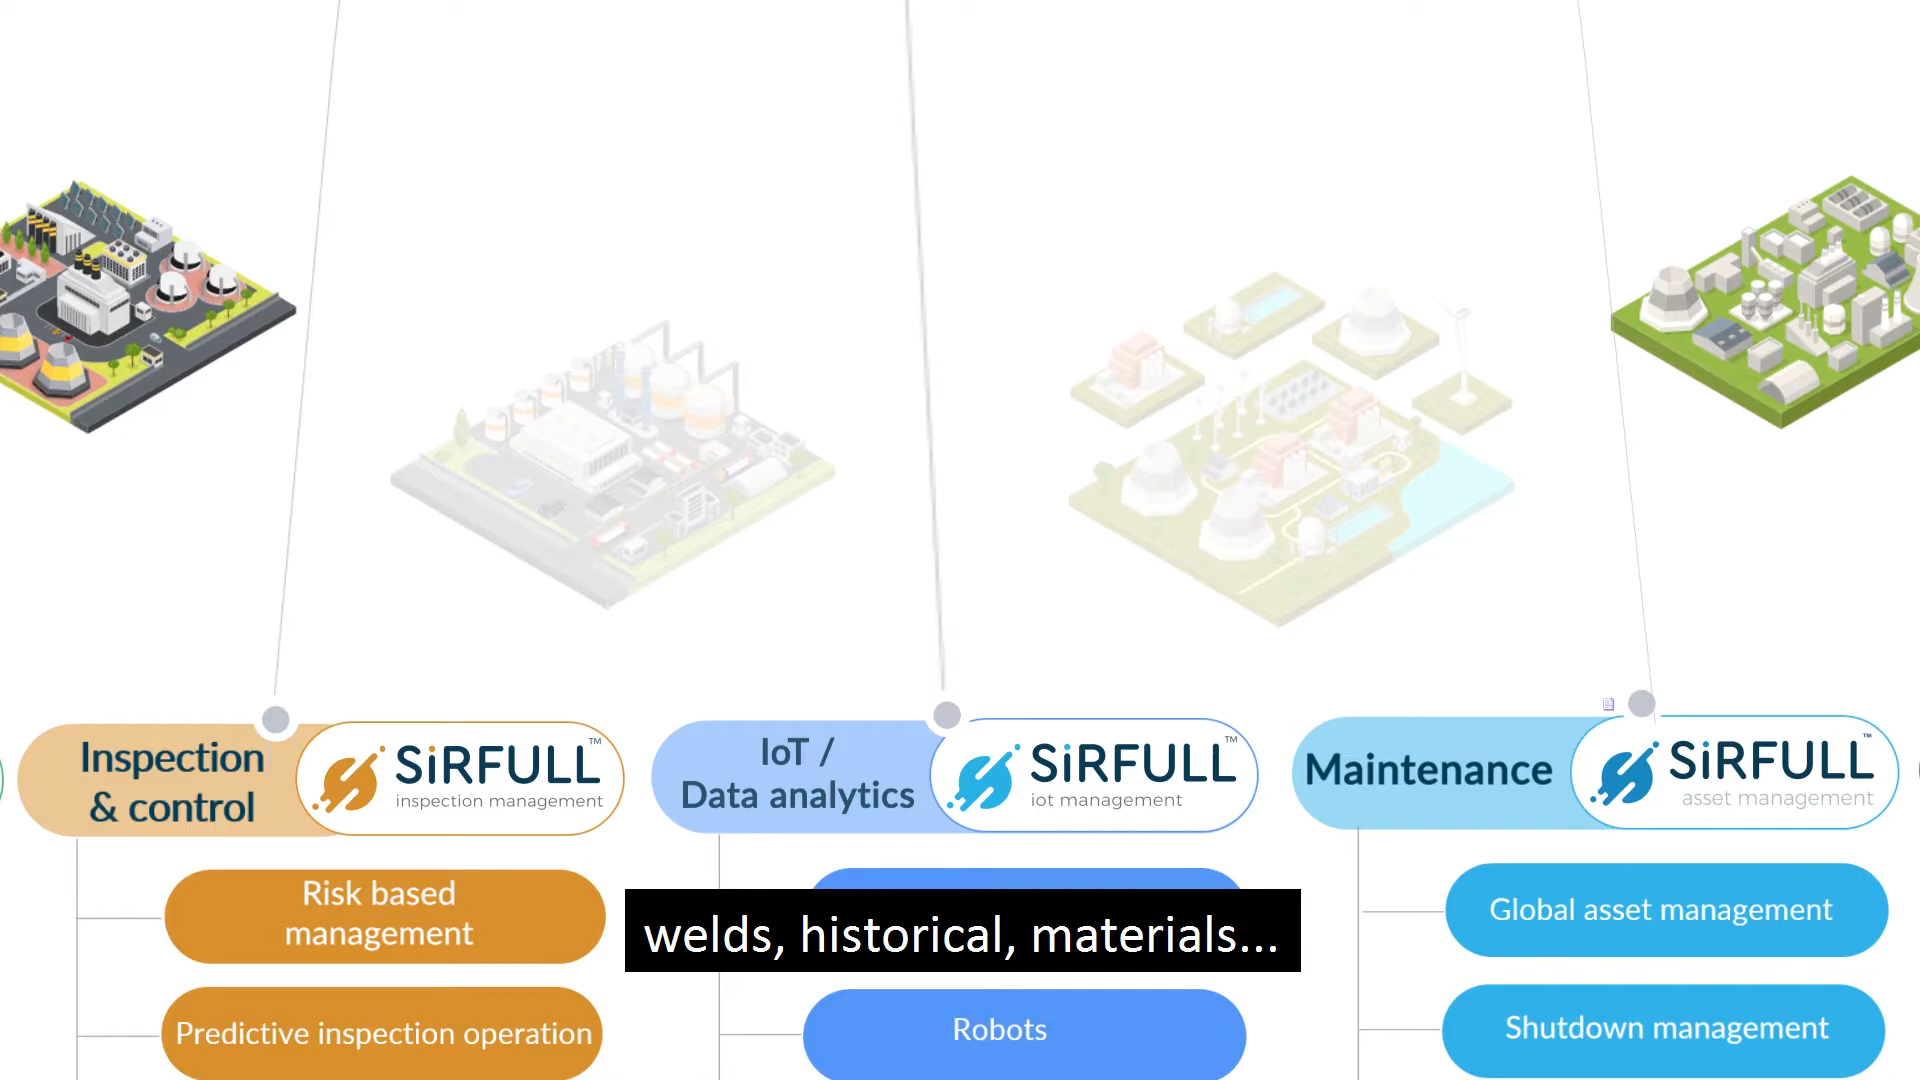 Inspection
& control
SiRFULL™
inspection management
IoT /
Data analytics
SiRFULL™
iot management
Maintenance
SiRFULL™
asset management
Risk based
management
Global asset management
welds, historical, materials...
Predictive inspection operation
Robots
Shutdown management